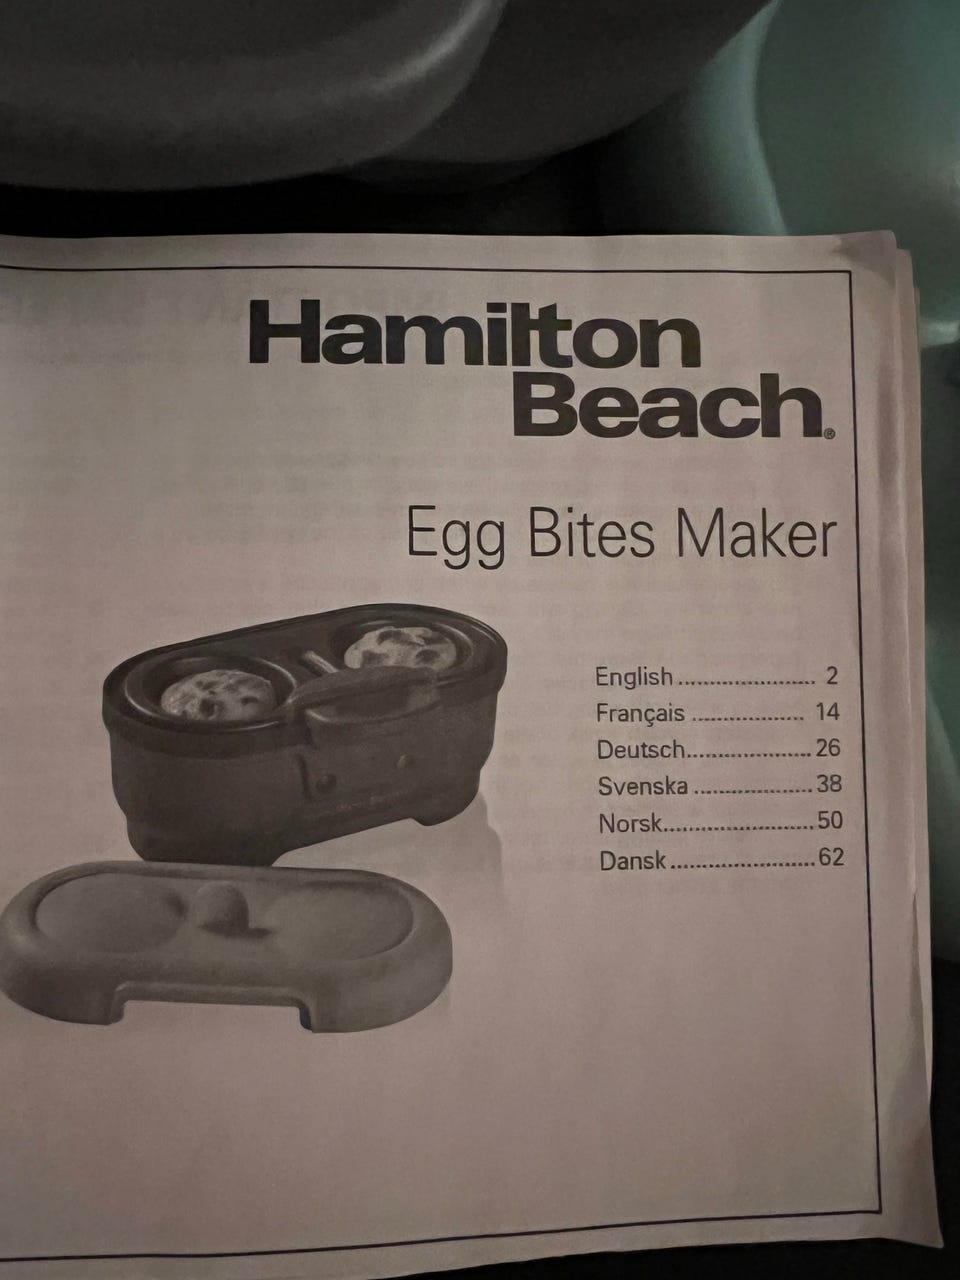 Hamilton
Beach®
Egg Bites Maker
English ...................... 2
Français ................... 14
Deutsch.................... 26
Svenska ................... 38
Norsk........................ 50
Dansk ....................... 62